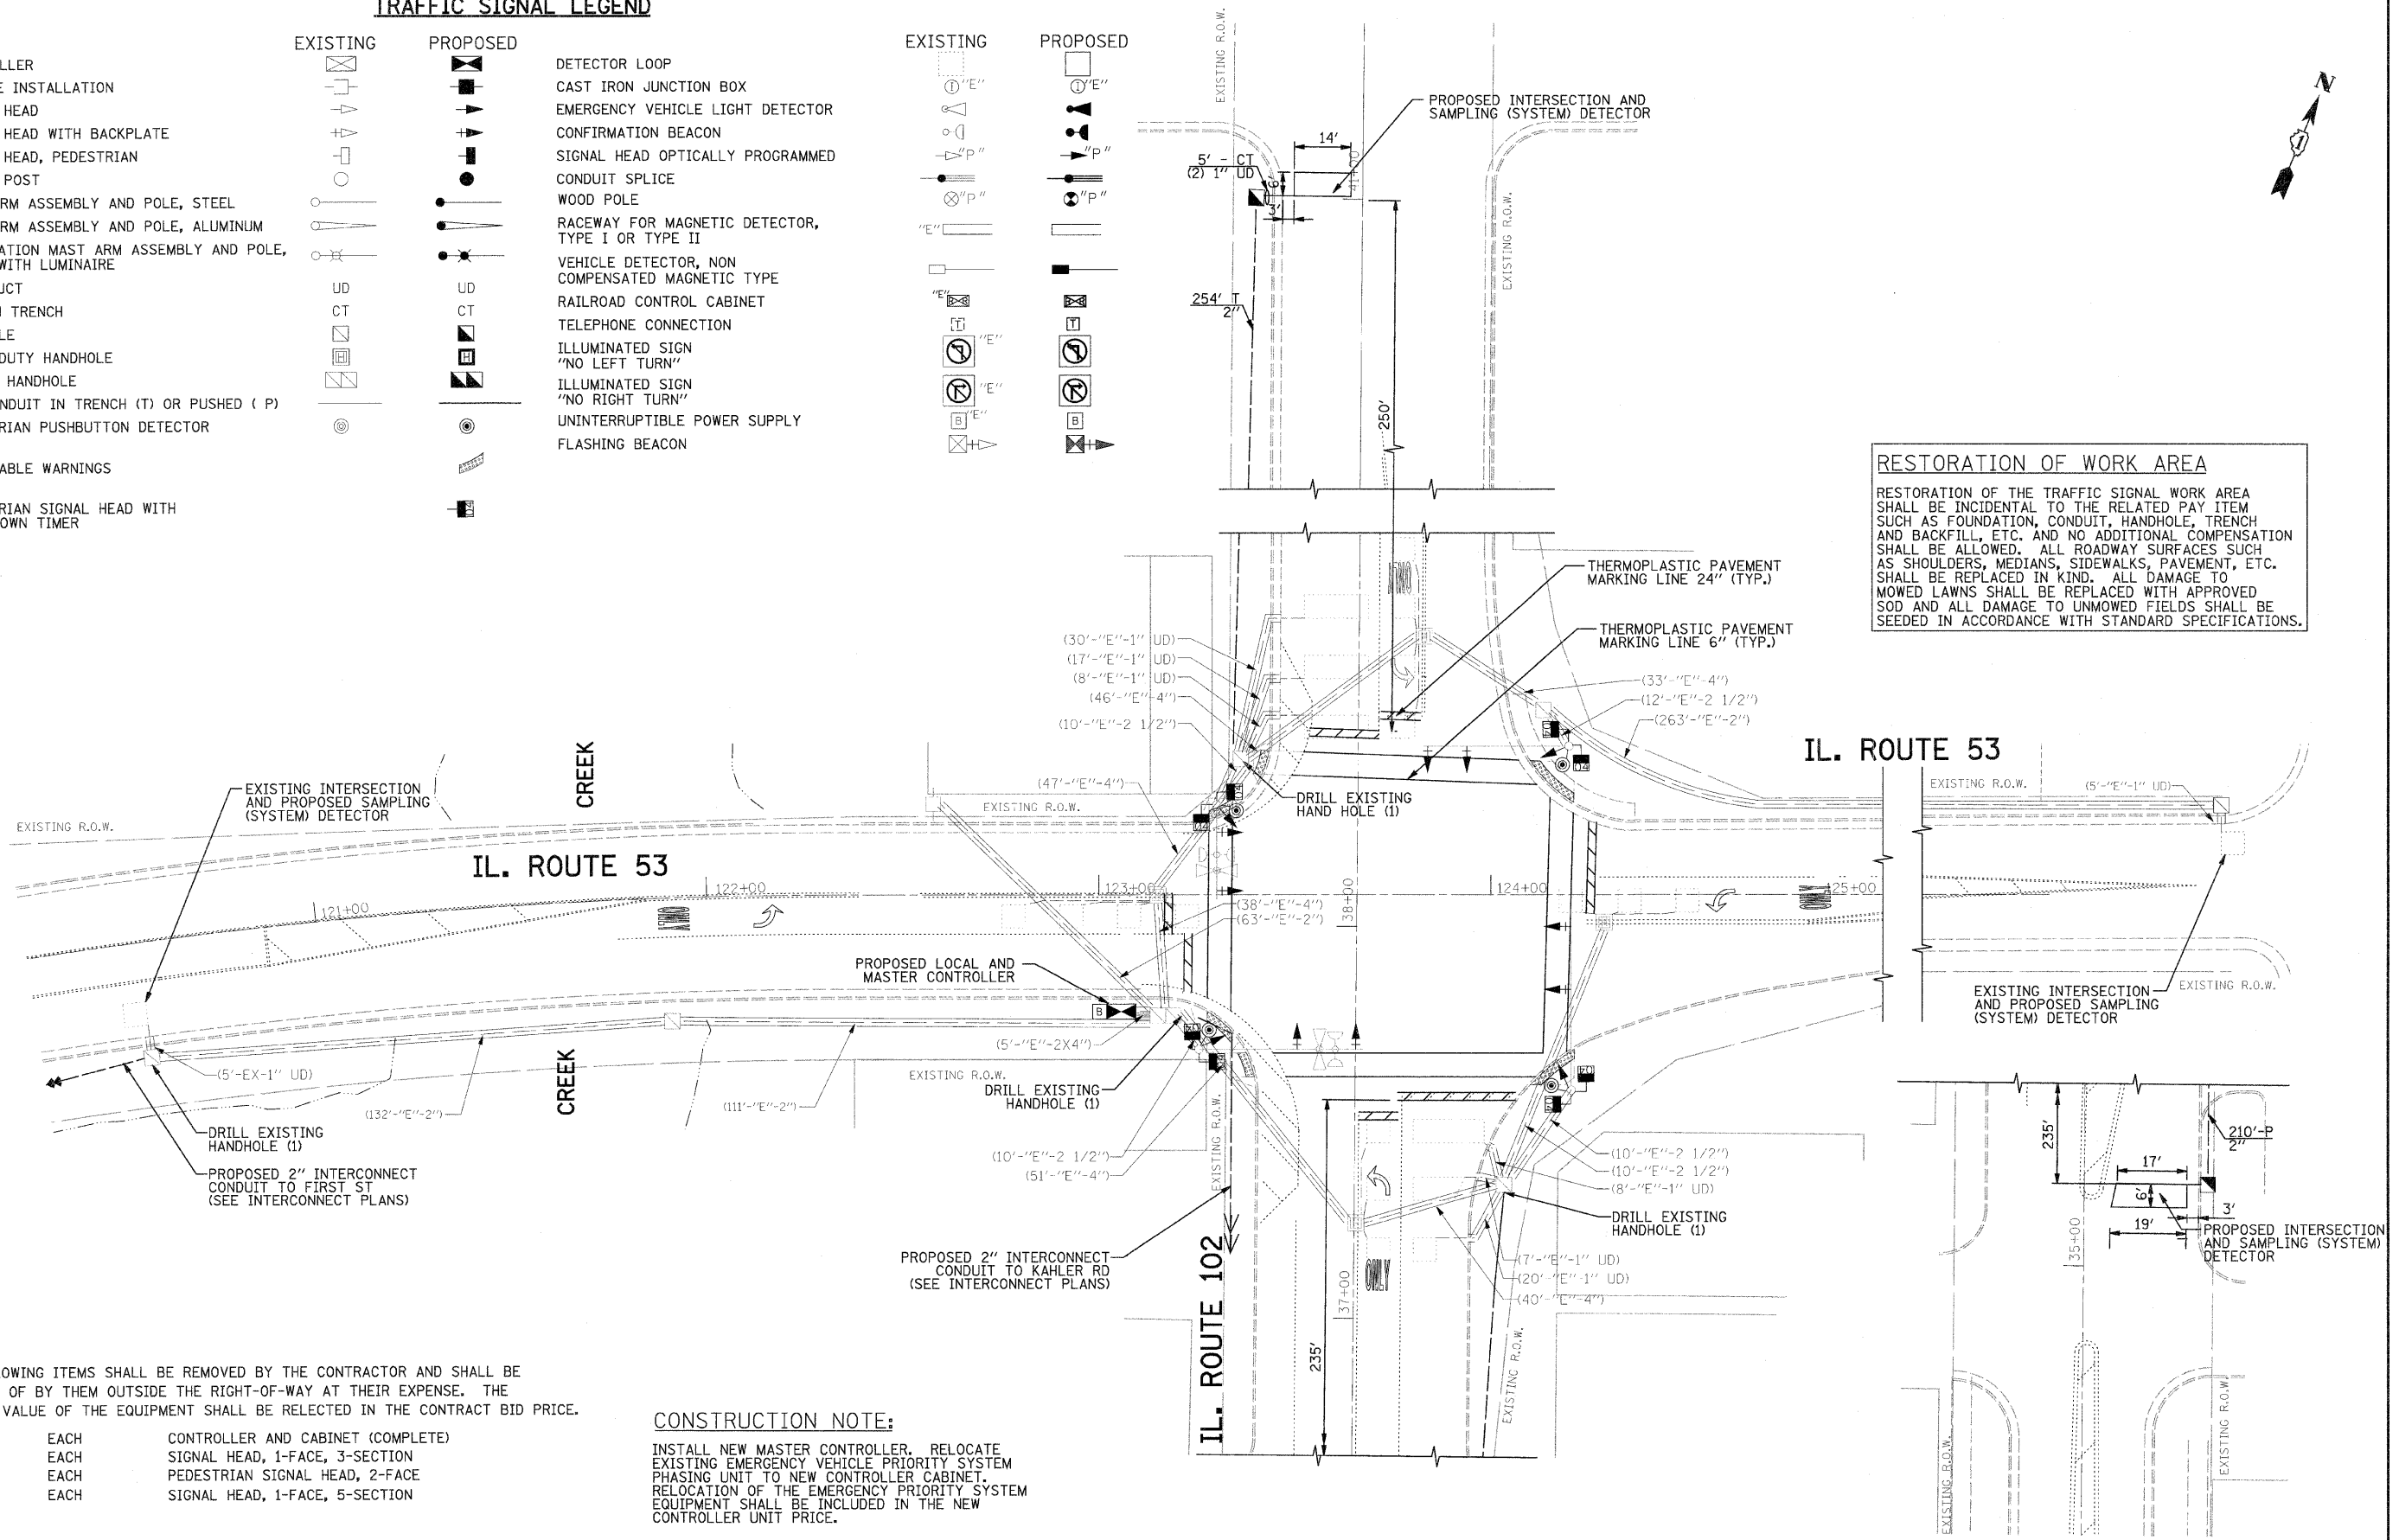 TRAFFIC SIGNAL LEGEND
EXISTING PROPOSED
LLER
E INSTALLATION
HEAD
HEAD WITH BACKPLATE
HEAD, PEDESTRIAN
POST
RM ASSEMBLY AND POLE, STEEL
RM ASSEMBLY AND POLE, ALUMINUM
ATION MAST ARM ASSEMBLY AND POLE,
WITH LUMINAIRE
UCT UD UD
TRENCH CT CT
LE
DUTY HANDHOLE H H
HANDHOLE
NDUIT IN TRENCH (T) OR PUSHED ( P)
RIAN PUSHBUTTON DETECTOR
ABLE WARNINGS
RIAN SIGNAL HEAD WITH
OWN TIMER
EXISTING PROPOSED
DETECTOR LOOP
CAST IRON JUNCTION BOX "E" "E"
EMERGENCY VEHICLE LIGHT DETECTOR
CONFIRMATION BEACON
SIGNAL HEAD OPTICALLY PROGRAMMED "P" "P"
CONDUIT SPLICE
WOOD POLE "P" "P"
RACEWAY FOR MAGNETIC DETECTOR,
TYPE I OR TYPE II "E"
VEHICLE DETECTOR, NON
COMPENSATED MAGNETIC TYPE
RAILROAD CONTROL CABINET "E"
TELEPHONE CONNECTION T T
ILLUMINATED SIGN
"NO LEFT TURN" "E"
ILLUMINATED SIGN
"NO RIGHT TURN" "E"
UNINTERRUPTIBLE POWER SUPPLY B "E" B
FLASHING BEACON
EXISTING R.O.W.
PROPOSED INTERSECTION AND
SAMPLING (SYSTEM) DETECTOR
14'
5' - CT
(2) 1" UD
6'
3'
41+00
EXISTING R.O.W.
254' T
2"
250'
N
1
RESTORATION OF WORK AREA
RESTORATION OF THE TRAFFIC SIGNAL WORK AREA
SHALL BE INCIDENTAL TO THE RELATED PAY ITEM
SUCH AS FOUNDATION, CONDUIT, HANDHOLE, TRENCH
AND BACKFILL, ETC. AND NO ADDITIONAL COMPENSATION
SHALL BE ALLOWED. ALL ROADWAY SURFACES SUCH
AS SHOULDERS, MEDIANS, SIDEWALKS, PAVEMENT, ETC.
SHALL BE REPLACED IN KIND. ALL DAMAGE TO
MOWED LAWNS SHALL BE REPLACED WITH APPROVED
SOD AND ALL DAMAGE TO UNMOWED FIELDS SHALL BE
SEEDED IN ACCORDANCE WITH STANDARD SPECIFICATIONS.
THERMOPLASTIC PAVEMENT
MARKING LINE 24" (TYP.)
THERMOPLASTIC PAVEMENT
MARKING LINE 6" (TYP.)
ONLY
(30'-"E"-1" UD)
(17'-"E"-1" UD)
(8'-"E"-1" UD)
(46'-"E"-4")
(10'-"E"-2 1/2")
(47'-"E"-4")
(33'-"E"-4")
(12'-"E"-2 1/2")
(263'-"E"-2")
IL. ROUTE 53
EXISTING R.O.W.
(5'-"E"-1" UD)
DRILL EXISTING
HAND HOLE (1)
EXISTING R.O.W.
CREEK
EXISTING INTERSECTION
AND PROPOSED SAMPLING
(SYSTEM) DETECTOR
EXISTING R.O.W.
IL. ROUTE 53
121+00
122+00
123+00
124+00
125+00
38+00
ONLY
ONLY
(38'-"E"-4")
(63'-"E"-2")
PROPOSED LOCAL AND
MASTER CONTROLLER
B
(5'-"E"-2X4")
EXISTING R.O.W.
DRILL EXISTING
HANDHOLE (1)
(5'-EX-1" UD)
(132'-"E"-2")
CREEK
(111'-"E"-2")
DRILL EXISTING
HANDHOLE (1)
PROPOSED 2" INTERCONNECT
CONDUIT TO FIRST ST
(SEE INTERCONNECT PLANS)
(10'-"E"-2 1/2")
(51'-"E"-4")
EXISTING R.O.W.
PROPOSED 2" INTERCONNECT
CONDUIT TO KAHLER RD
(SEE INTERCONNECT PLANS)
IL. ROUTE 102
37+00
235'
ONLY
(10'-"E"-2 1/2")
(10'-"E"-2 1/2")
(8'-"E"-1" UD)
DRILL EXISTING
HANDHOLE (1)
(7'-"E"-1" UD)
(20'-"E"-1" UD)
(40'-"E"-4")
EXISTING R.O.W.
EXISTING INTERSECTION
AND PROPOSED SAMPLING
(SYSTEM) DETECTOR
EXISTING R.O.W.
235'
210'-P
2"
17'
6'
19'
3'
35+00
PROPOSED INTERSECTION
AND SAMPLING (SYSTEM)
DETECTOR
EXISTING R.O.W.
EXISTING R.O.W.
OWING ITEMS SHALL BE REMOVED BY THE CONTRACTOR AND SHALL BE
OF BY THEM OUTSIDE THE RIGHT-OF-WAY AT THEIR EXPENSE. THE
VALUE OF THE EQUIPMENT SHALL BE RELECTED IN THE CONTRACT BID PRICE.
EACH CONTROLLER AND CABINET (COMPLETE)
EACH SIGNAL HEAD, 1-FACE, 3-SECTION
EACH PEDESTRIAN SIGNAL HEAD, 2-FACE
EACH SIGNAL HEAD, 1-FACE, 5-SECTION
CONSTRUCTION NOTE:
INSTALL NEW MASTER CONTROLLER. RELOCATE
EXISTING EMERGENCY VEHICLE PRIORITY SYSTEM
PHASING UNIT TO NEW CONTROLLER CABINET.
RELOCATION OF THE EMERGENCY PRIORITY SYSTEM
EQUIPMENT SHALL BE INCLUDED IN THE NEW
CONTROLLER UNIT PRICE.